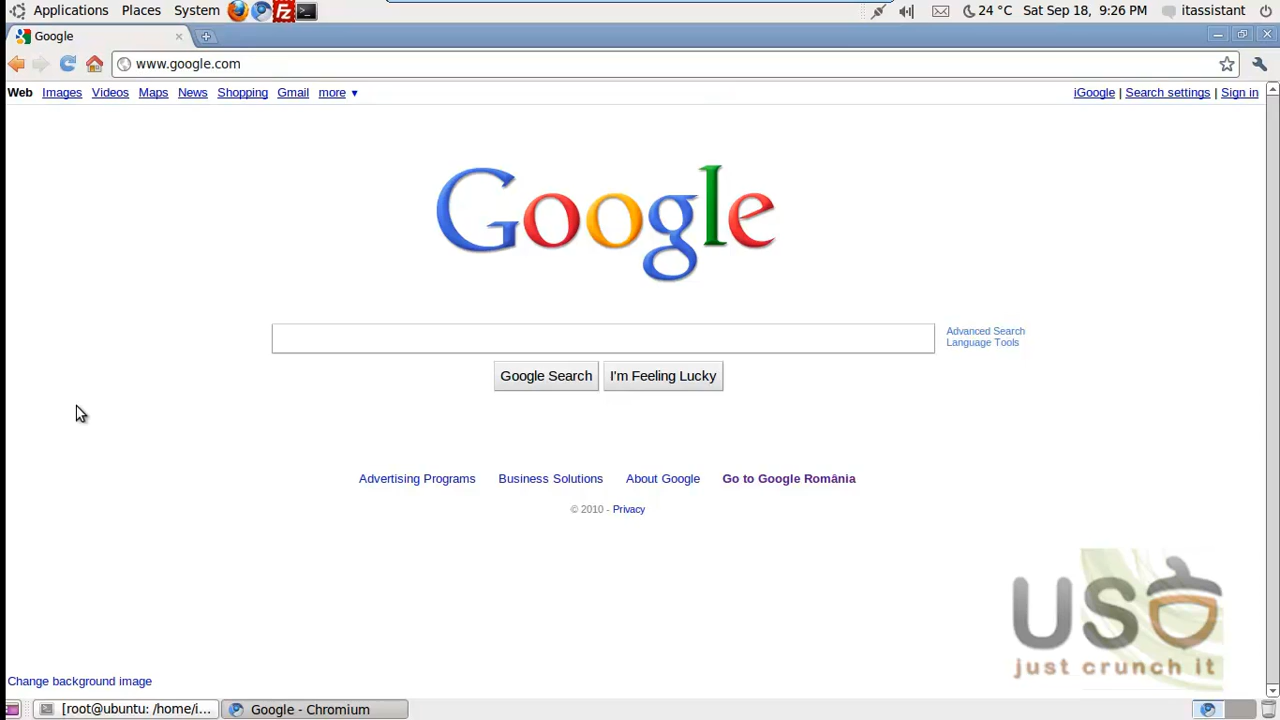 Applications Places System 24 °C Sat Sep 18, 9:26 PM itassistant
Google
www.google.com
Web Images Videos Maps News Shopping Gmail more ▼ iGoogle | Search settings | Sign in
Google
Advanced Search
Language Tools
Google Search I'm Feeling Lucky
Advertising Programs Business Solutions About Google Go to Google România
© 2010 - Privacy
USO
just crunch it
Change background image
[root@ubuntu: /home/i... Google - Chromium